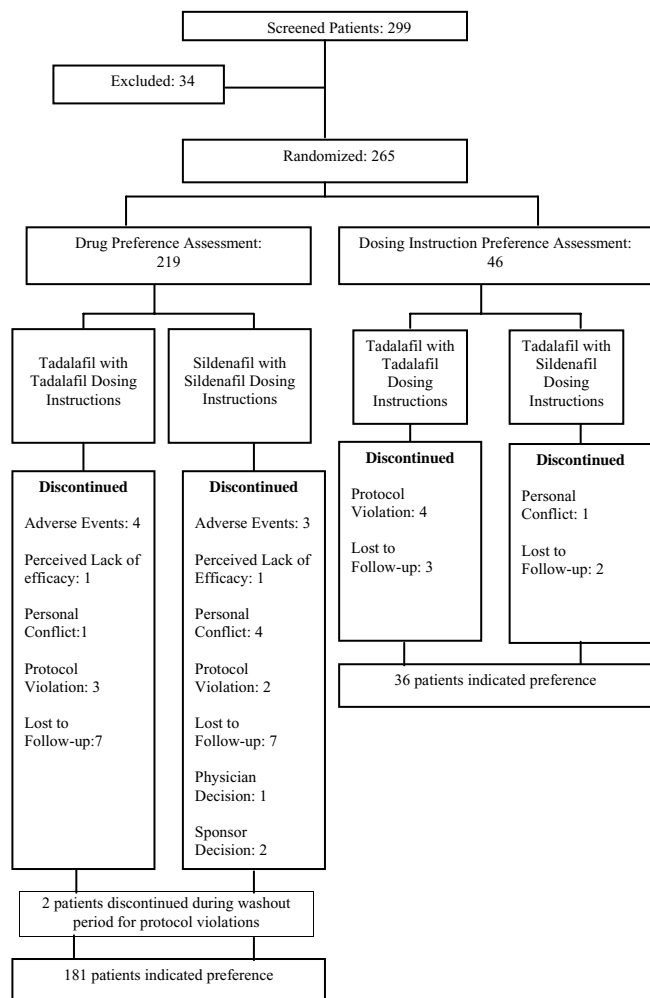 Screened Patients: 299
Excluded: 34
Randomized: 265
Drug Preference Assessment:
219
Dosing Instruction Preference Assessment:
46
Tadalafil with
Tadalafil Dosing
Instructions
Sildenafil with
Sildenafil Dosing
Instructions
Tadalafil with
Tadalafil
Dosing
Instructions
Tadalafil with
Sildenafil
Dosing
Instructions
Discontinued
Adverse Events: 4
Perceived Lack of
efficacy: 1
Personal
Conflict:1
Protocol
Violation: 3
Lost to
Follow-up:7
Discontinued
Adverse Events: 3
Perceived Lack of
Efficacy: 1
Personal
Conflict: 4
Protocol
Violation: 2
Lost to
Follow-up: 7
Physician
Decision: 1
Sponsor
Decision: 2
Discontinued
Protocol
Violation: 4
Lost to
Follow-up: 3
Discontinued
Personal
Conflict: 1
Lost to
Follow-up: 2
36 patients indicated preference
2 patients discontinued during washout
period for protocol violations
181 patients indicated preference